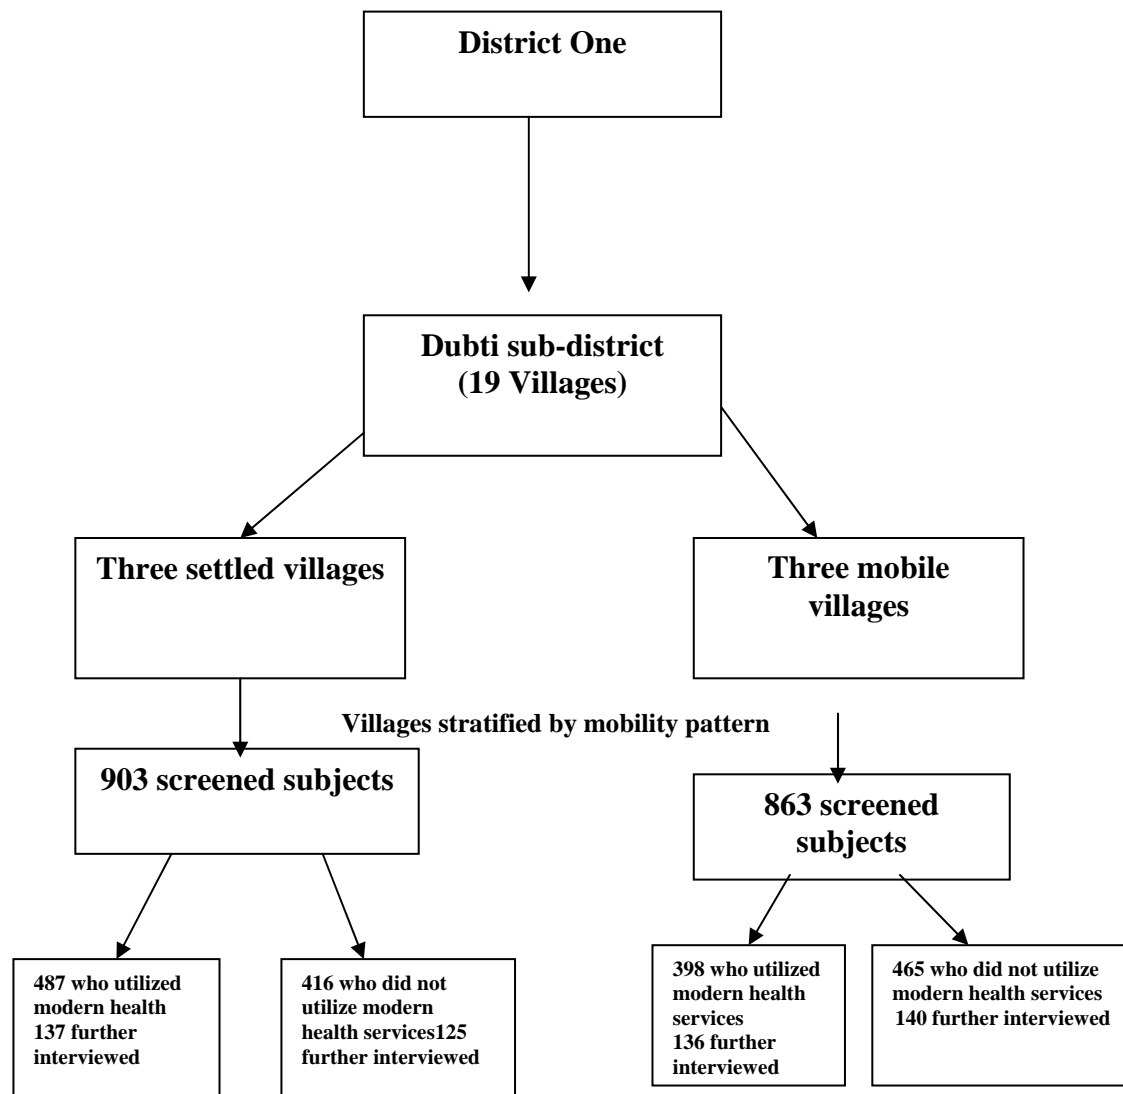 District One
Dubti sub-district
(19 Villages)
Three settled villages
Three mobile
villages
Villages stratified by mobility pattern
903 screened subjects
863 screened
subjects
487 who utilized
modern health
137 further
interviewed
416 who did not
utilize modern
health services125
further interviewed
398 who utilized
modern health
services
136 further
interviewed
465 who did not utilize
modern health services
140 further interviewed